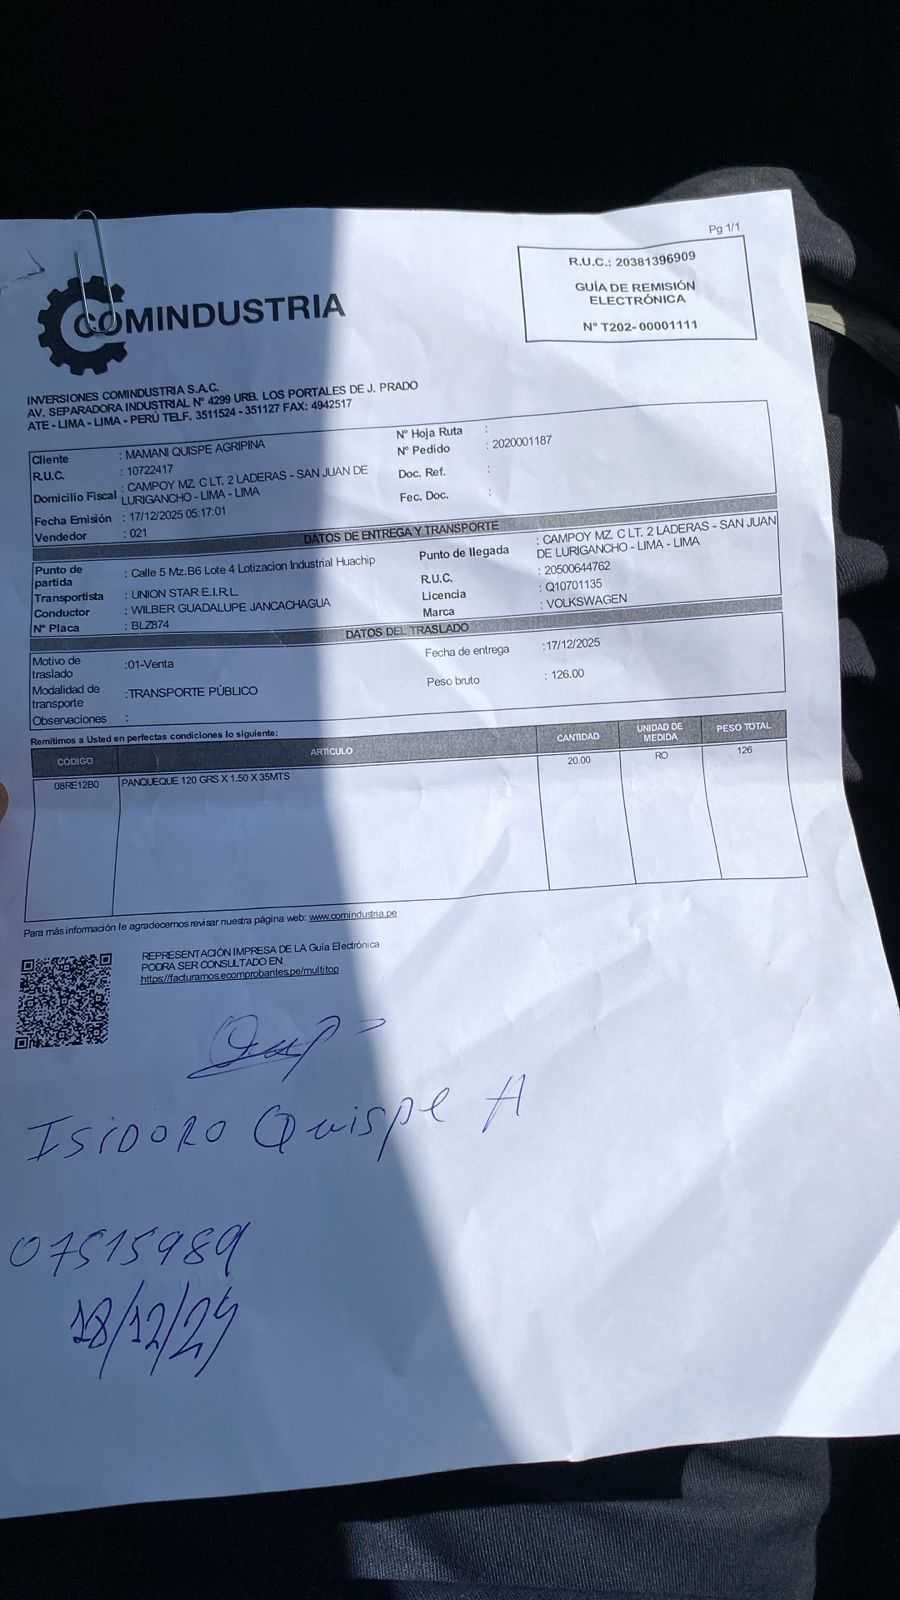 Pg 1/1
COMINDUSTRIA
R.U.C.: 20381396909
GUÍA DE REMISIÓN
ELECTRÓNICA
N° T202- 00001111
INVERSIONES COMINDUSTRIA S.A.C.
AV. SEPARADORA INDUSTRIAL N° 4299 URB. LOS PORTALES DE J. PRADO
ATE - LIMA - LIMA - PERÚ TELF. 3511524 - 351127 FAX: 4942517
Cliente : MAMANI QUISPE AGRIPINA
R.U.C. : 10722417
Domicilio Fiscal : CAMPOY MZ. C LT. 2 LADERAS - SAN JUAN DE
LURIGANCHO - LIMA - LIMA
Fecha Emisión : 17/12/2025 05:17:01
Vendedor : 021
N° Hoja Ruta :
N° Pedido : 2020001187
Doc. Ref. :
Fec. Doc. :
DATOS DE ENTREGA Y TRANSPORTE
Punto de
partida : Calle 5 Mz.B6 Lote 4 Lotizacion Industrial Huachip
Transportista : UNION STAR E.I.R.L
Conductor : WILBER GUADALUPE JANCACHAGUA
N° Placa : BLZ874
Punto de llegada : CAMPOY MZ. C LT. 2 LADERAS - SAN JUAN
DE LURIGANCHO - LIMA - LIMA
R.U.C. : 20500644762
Licencia : Q10701135
Marca : VOLKSWAGEN
DATOS DEL TRASLADO
Motivo de
traslado :01-Venta
Modalidad de
transporte :TRANSPORTE PÚBLICO
Observaciones :
Fecha de entrega :17/12/2025
Peso bruto : 126.00
Remitimos a Usted en perfectas condiciones lo siguiente:
CÓDIGO ARTÍCULO CANTIDAD UNIDAD DE MEDIDA PESO TOTAL
08RE12B0 PANQUEQUE 120 GRS X 1.50 X 35MTS 20.00 RO 126
Para más información le agradecemos revisar nuestra página web: www.comindustria.pe
REPRESENTACIÓN IMPRESA DE LA Guía Electrónica
PODRA SER CONSULTADO EN:
https://facturamos.ecomprobantes.pe/multitop
ISIDORO Quispe A
07515989
18/12/24